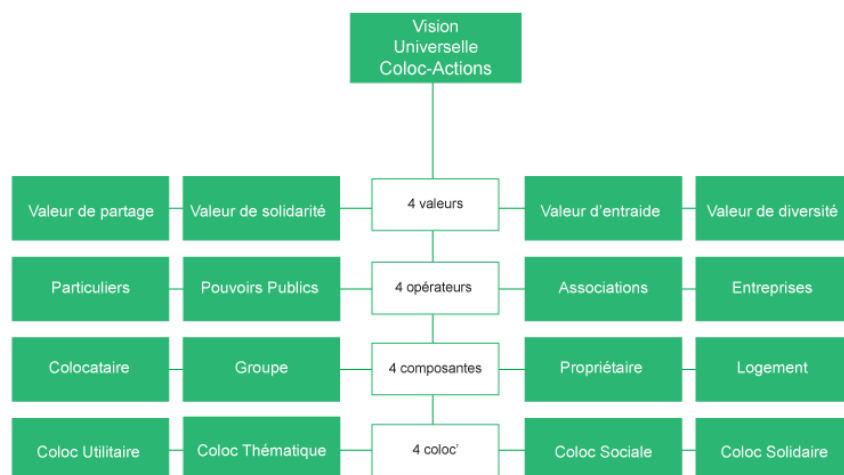 Vision
Universelle
Coloc-Actions
Valeur de partage
Valeur de solidarité
4 valeurs
Valeur d'entraide
Valeur de diversité
Particuliers
Pouvoirs Publics
4 opérateurs
Associations
Entreprises
Colocataire
Groupe
4 composantes
Propriétaire
Logement
Coloc Utilitaire
Coloc Thématique
4 coloc'
Coloc Sociale
Coloc Solidaire